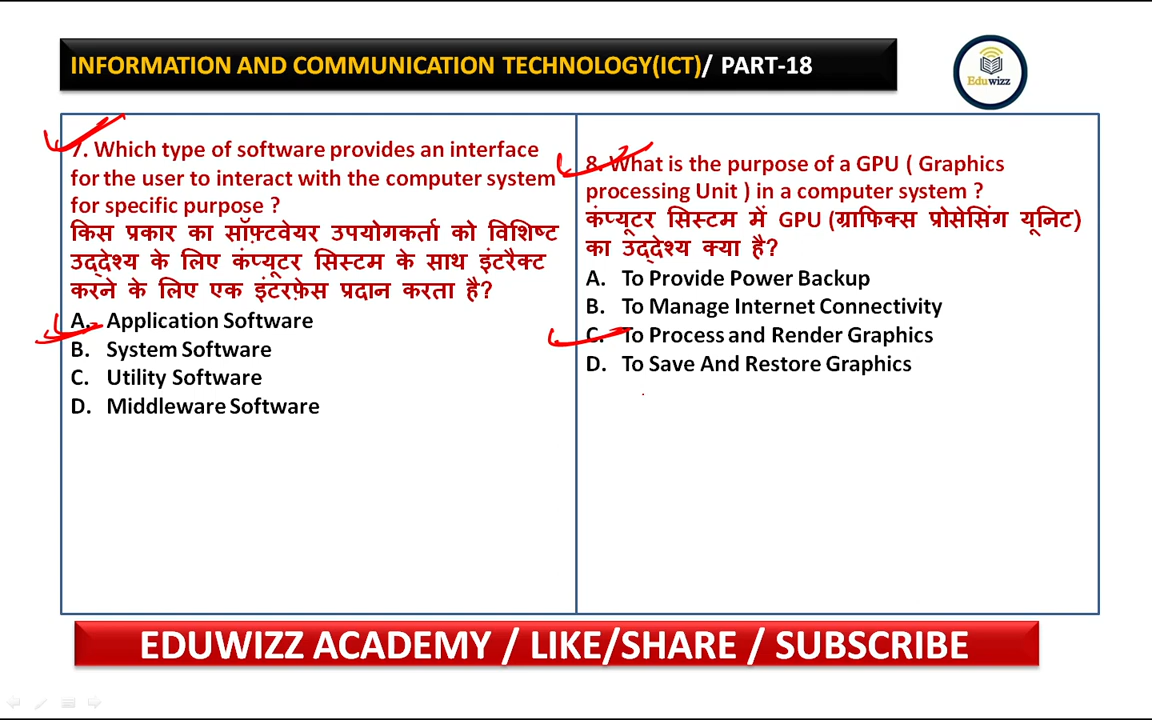 INFORMATION AND COMMUNICATION TECHNOLOGY(ICT)/ PART-18
Eduwizz
7. Which type of software provides an interface
for the user to interact with the computer system
for specific purpose ?
किस प्रकार का सॉफ़्टवेयर उपयोगकर्ता को विशिष्ट
उद्देश्य के लिए कंप्यूटर सिस्टम के साथ इंटरैक्ट
करने के लिए एक इंटरफ़ेस प्रदान करता है?
A. Application Software
B. System Software
C. Utility Software
D. Middleware Software
8. What is the purpose of a GPU ( Graphics
processing Unit ) in a computer system ?
कंप्यूटर सिस्टम में GPU (ग्राफिक्स प्रोसेसिंग यूनिट)
का उद्देश्य क्या है?
A. To Provide Power Backup
B. To Manage Internet Connectivity
C. To Process and Render Graphics
D. To Save And Restore Graphics
EDUWIZZ ACADEMY / LIKE/SHARE / SUBSCRIBE